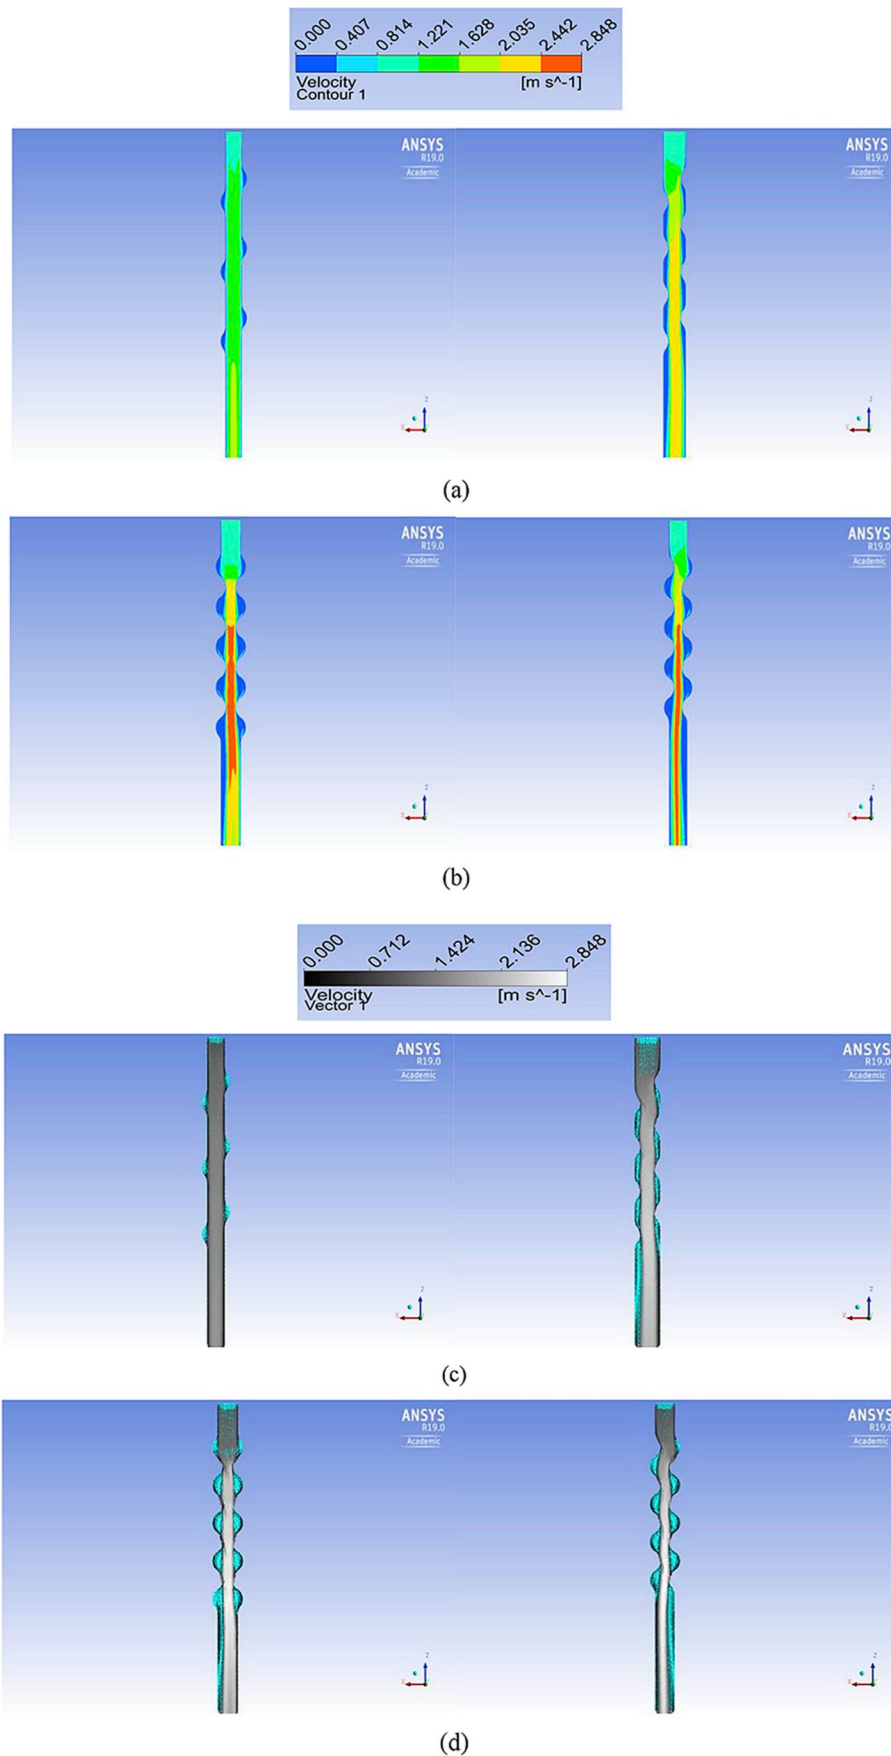 0.000 0.407 0.814 1.221 1.628 2.035 2.442 2.848
Velocity [m s^-1]
Contour 1
ANSYS
R19.0
Academic
ANSYS
R19.0
Academic
Z
X
Z
X
(a)
ANSYS
R19.0
Academic
ANSYS
R19.0
Academic
Z
X
Z
X
(b)
0.000 0.712 1.424 2.136 2.848
Velocity [m s^-1]
Vector 1
ANSYS
R19.0
Academic
ANSYS
R19.0
Academic
Z
X
Z
X
(c)
ANSYS
R19.0
Academic
ANSYS
R19.0
Academic
Z
X
Z
X
(d)